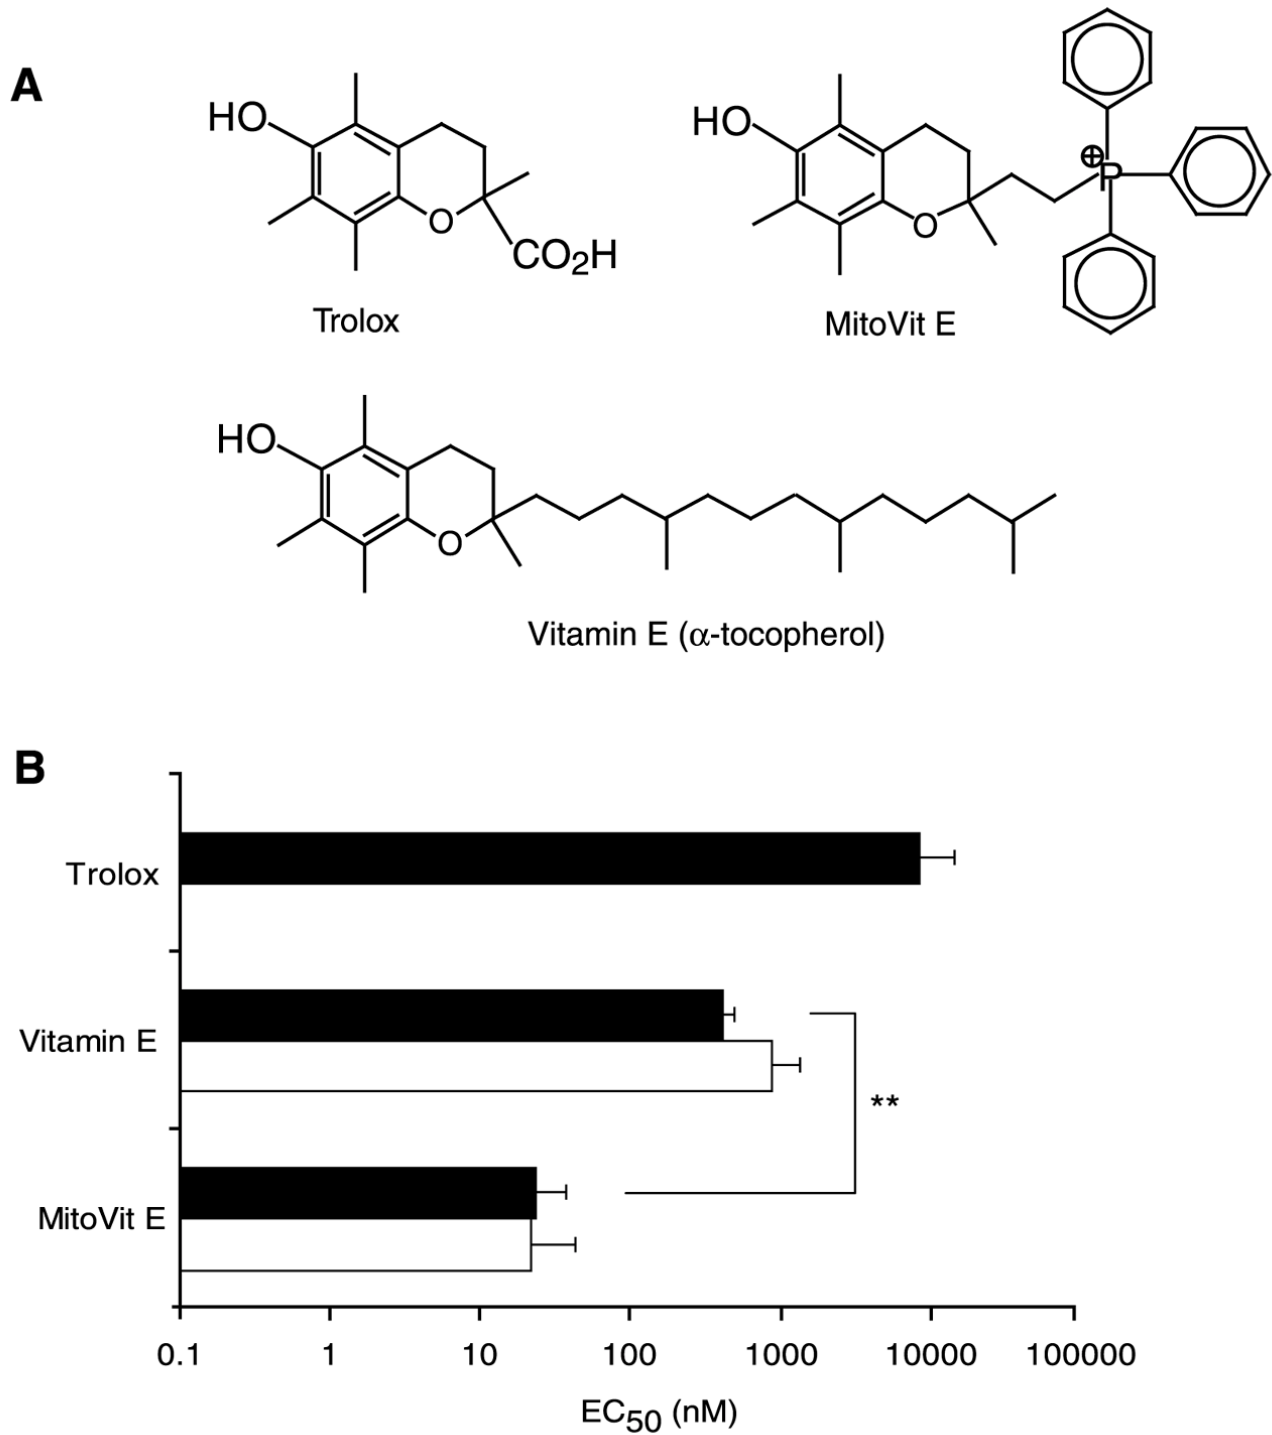 A
HO
O
CO2H
Trolox
HO
O
⊕
P
MitoVit E
HO
O
Vitamin E (α-tocopherol)
B
Trolox
Vitamin E
**
MitoVit E
0.1 1 10 100 1000 10000 100000
EC50 (nM)